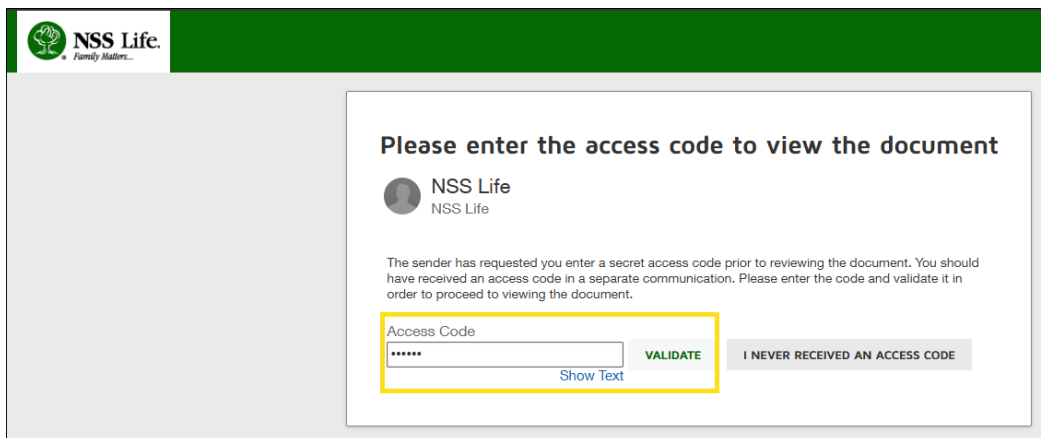 NSS Life.
Family Matters...
Please enter the access code to view the document
NSS Life
NSS Life
The sender has requested you enter a secret access code prior to reviewing the document. You should
have received an access code in a separate communication. Please enter the code and validate it in
order to proceed to viewing the document.
Access Code
••••••
VALIDATE
I NEVER RECEIVED AN ACCESS CODE
Show Text